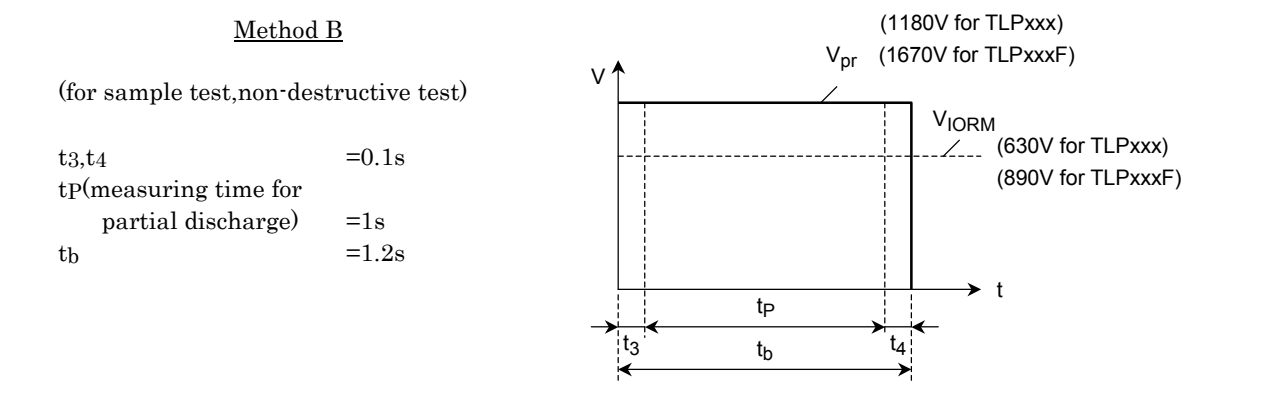 Method B
(for sample test,non-destructive test)
t3,t4 =0.1s
tP(measuring time for
partial discharge) =1s
tb =1.2s
(1180V for TLPxxx)
Vpr (1670V for TLPxxxF)
V
VIORM
(630V for TLPxxx)
(890V for TLPxxxF)
t
tP
t3
t4
tb